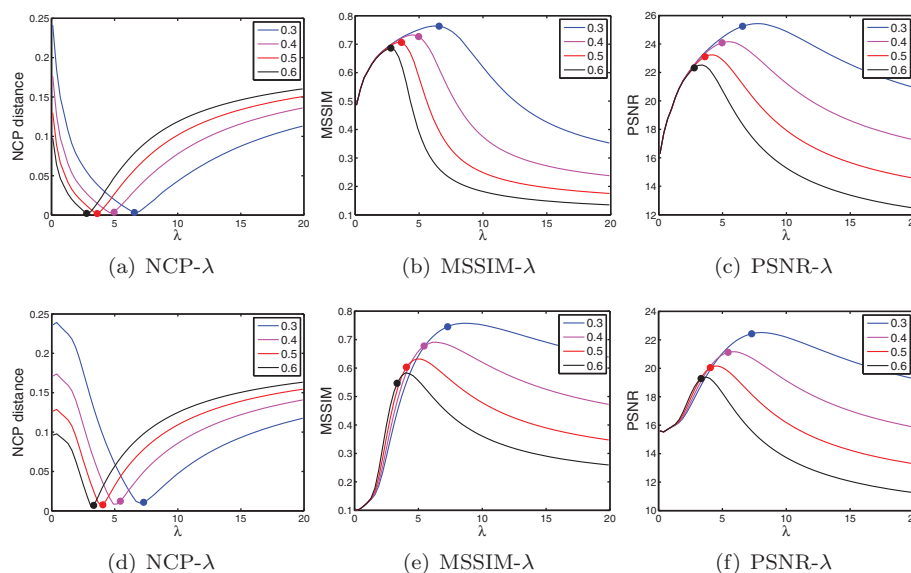 0.25
0.2
0.15
0.1
0.05
0
NCP distance
0 5 10 15 20
λ
0.3
0.4
0.5
0.6
(a) NCP-λ
0.8
0.7
0.6
0.5
0.4
0.3
0.2
0.1
MSSIM
0 5 10 15 20
λ
0.3
0.4
0.5
0.6
(b) MSSIM-λ
26
24
22
20
18
16
14
12
PSNR
0 5 10 15 20
λ
0.3
0.4
0.5
0.6
(c) PSNR-λ
0.25
0.2
0.15
0.1
0.05
0
NCP distance
0 5 10 15 20
λ
0.3
0.4
0.5
0.6
(d) NCP-λ
0.8
0.7
0.6
0.5
0.4
0.3
0.2
0.1
MSSIM
0 5 10 15 20
λ
0.3
0.4
0.5
0.6
(e) MSSIM-λ
24
22
20
18
16
14
12
10
PSNR
0 5 10 15 20
λ
0.3
0.4
0.5
0.6
(f) PSNR-λ